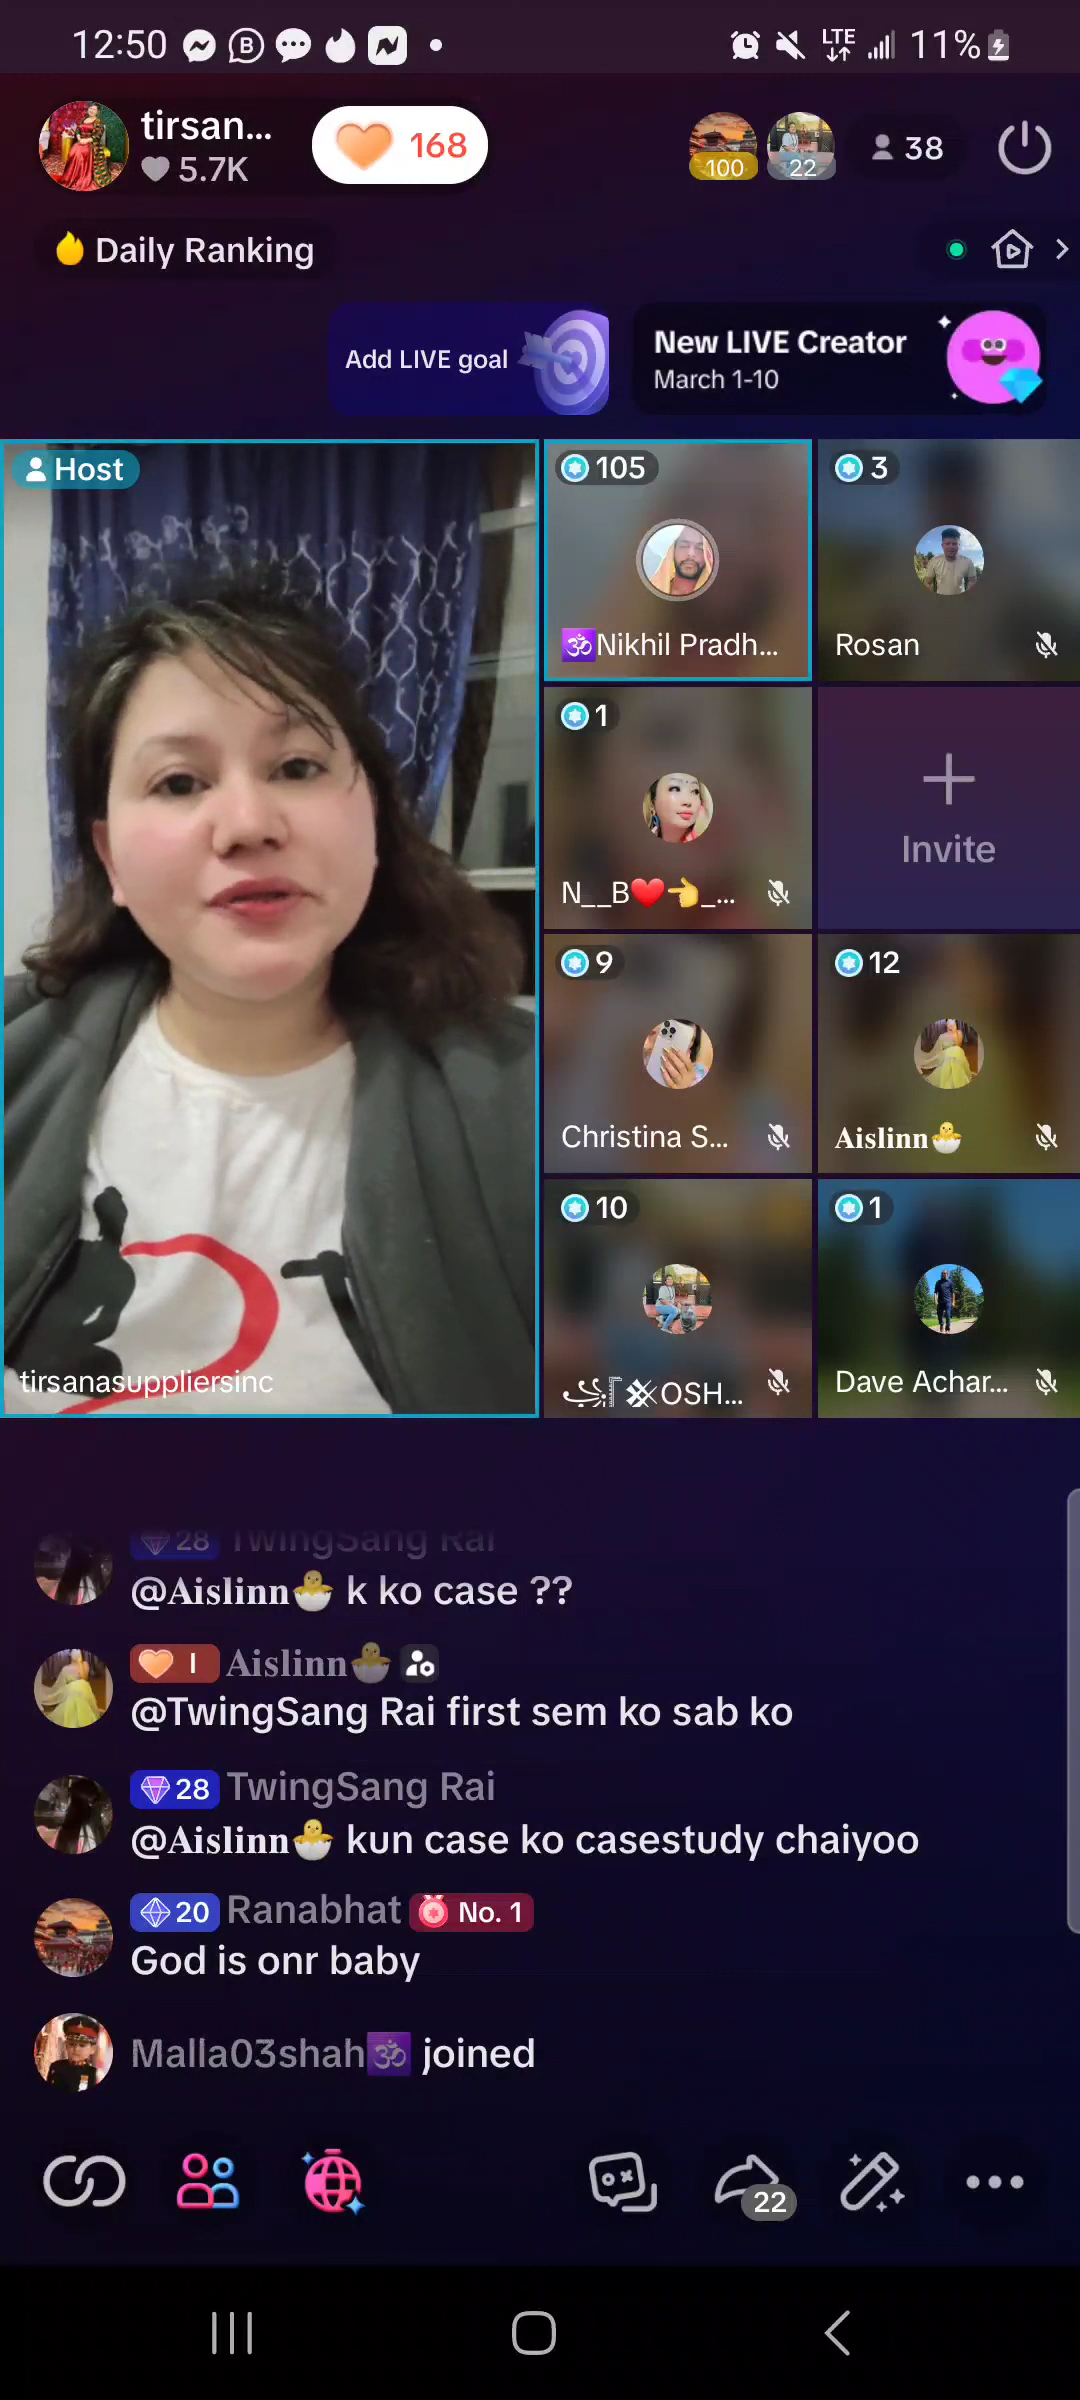 12:50
LTE
11%
tirsan...
5.7K
168
100
22
38
Daily Ranking
Add LIVE goal
New LIVE Creator
March 1-10
Host
105
🕉Nikhil Pradh...
3
Rosan
1
N__B❤️👈_...
Invite
9
Christina S...
12
𝐀𝐢𝐬𝐥𝐢𝐧𝐧🐣
10
OSH...
1
Dave Achar...
tirsanasuppliersinc
28 TwingSang Rai
@𝐀𝐢𝐬𝐥𝐢𝐧𝐧🐣 k ko case ??
I 𝐀𝐢𝐬𝐥𝐢𝐧𝐧🐣
@TwingSang Rai first sem ko sab ko
28 TwingSang Rai
@𝐀𝐢𝐬𝐥𝐢𝐧𝐧🐣 kun case ko casestudy chaiyoo
20 Ranabhat No. 1
God is onr baby
Malla03shah🕉 joined
22